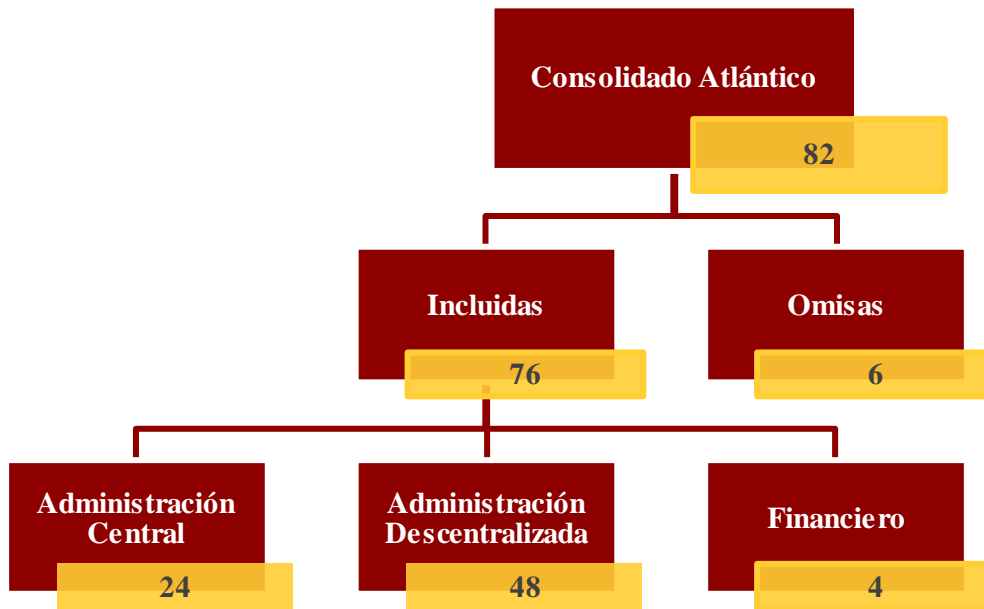 Consolidado Atlántico
82
Incluidas
76
Omisas
6
Administración
Central
24
Administración
Descentralizada
48
Financiero
4